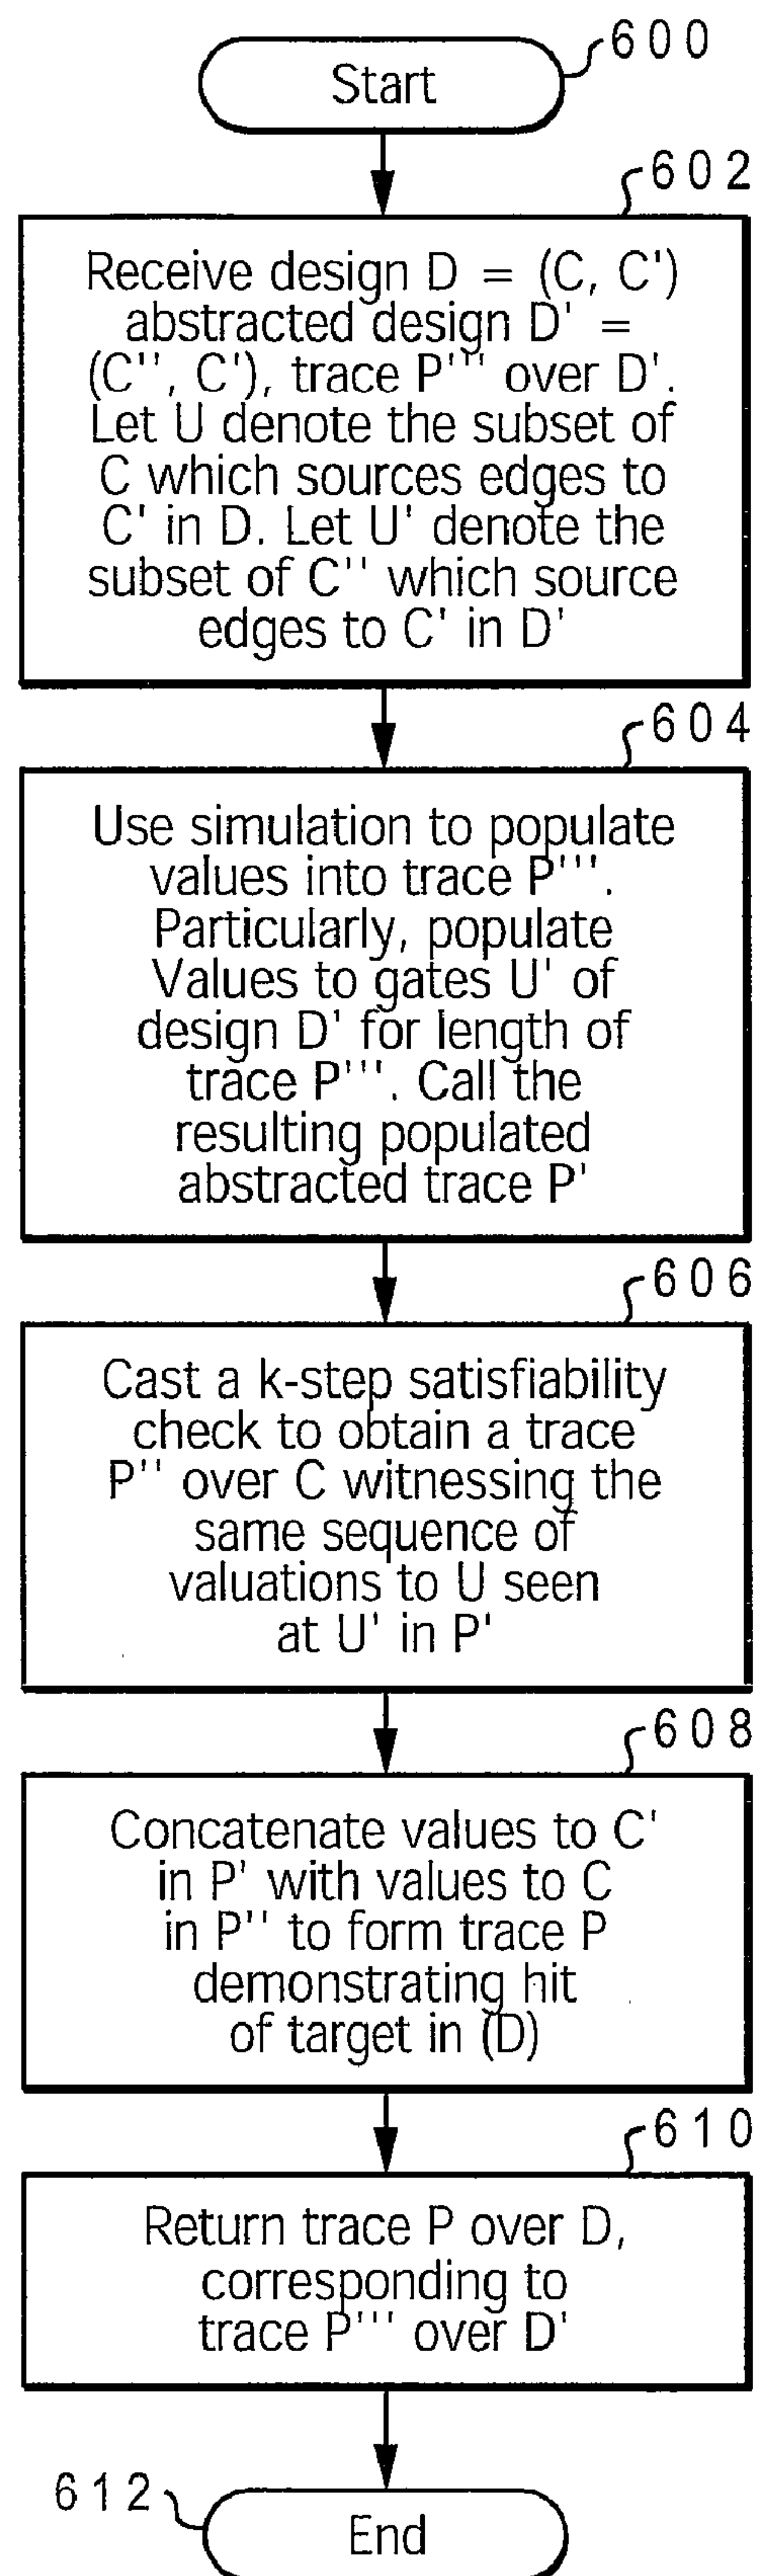 600
Start
602
Receive design D = (C, C')
abstracted design D' =
(C'', C'), trace P''' over D'.
Let U denote the subset of
C which sources edges to
C' in D. Let U' denote the
subset of C'' which source
edges to C' in D'
604
Use simulation to populate
values into trace P'''.
Particularly, populate
Values to gates U' of
design D' for length of
trace P'''. Call the
resulting populated
abstracted trace P'
606
Cast a k-step satisfiability
check to obtain a trace
P'' over C witnessing the
same sequence of
valuations to U seen
at U' in P'
608
Concatenate values to C'
in P' with values to C
in P'' to form trace P
demonstrating hit
of target in (D)
610
Return trace P over D,
corresponding to
trace P''' over D'
612
End